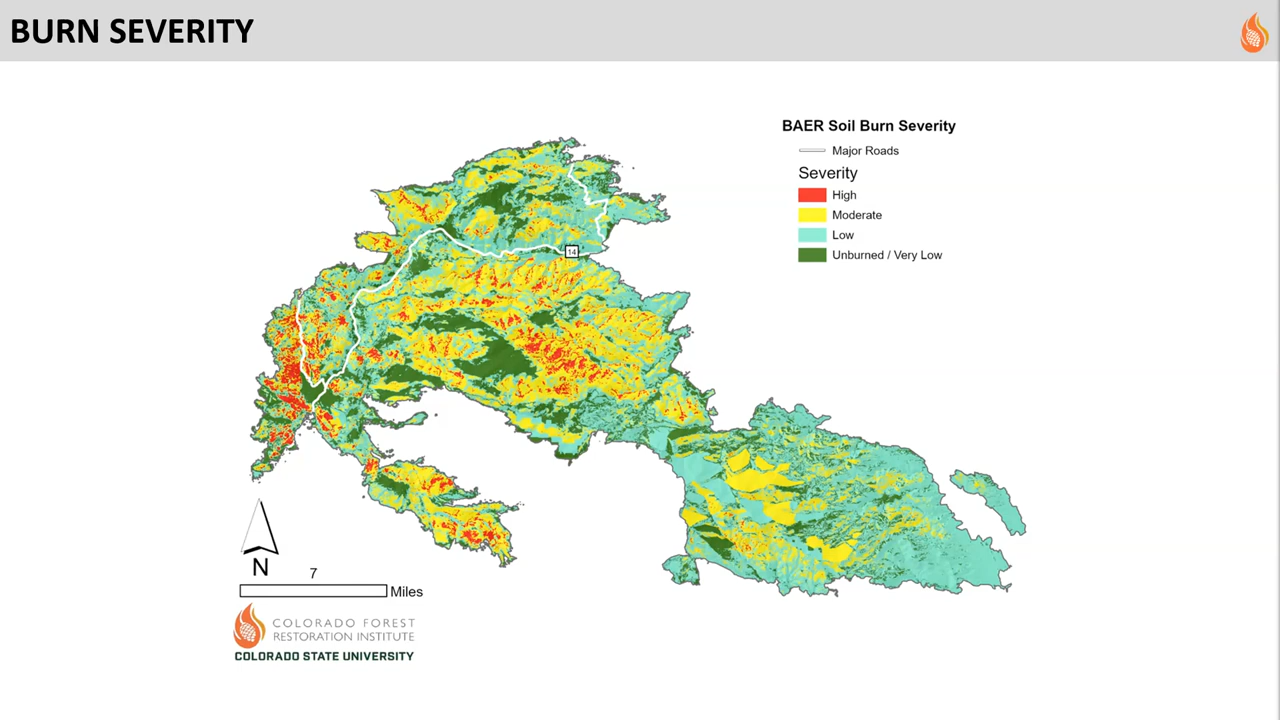 BURN SEVERITY
BAER Soil Burn Severity
Major Roads
Severity
High
Moderate
Low
Unburned / Very Low
14
N
7
Miles
COLORADO FOREST
RESTORATION INSTITUTE
COLORADO STATE UNIVERSITY